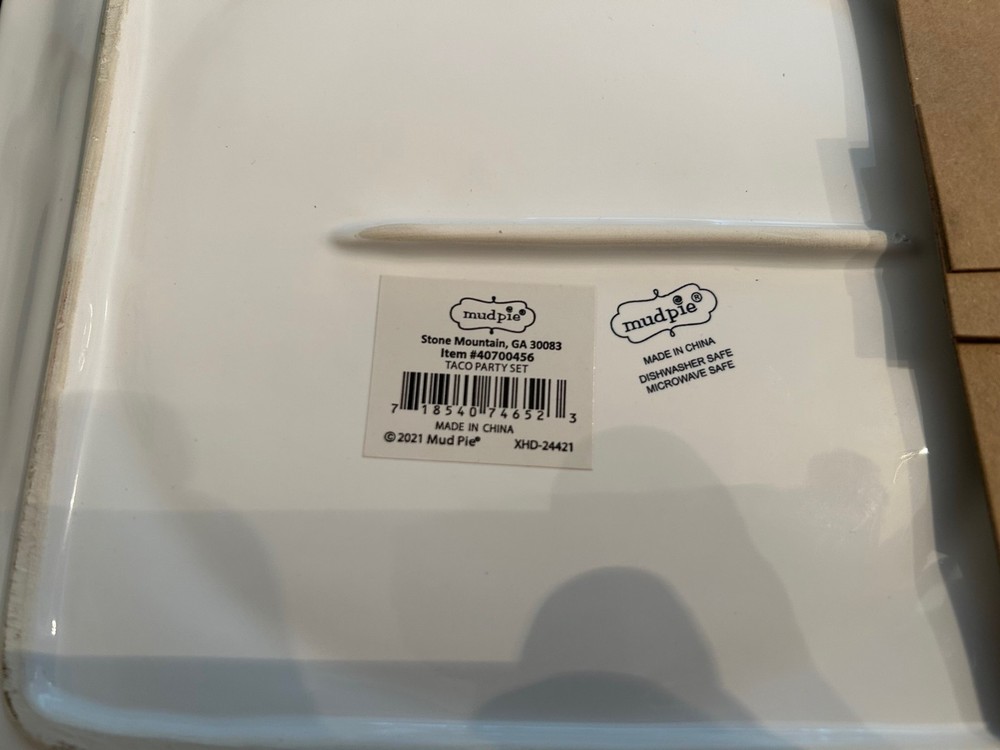 mudpie®
Stone Mountain, GA 30083
Item #40700456
TACO PARTY SET
7 18540 74652 3
MADE IN CHINA
© 2021 Mud Pie® XHD-24421
mudpie®
MADE IN CHINA
DISHWASHER SAFE
MICROWAVE SAFE